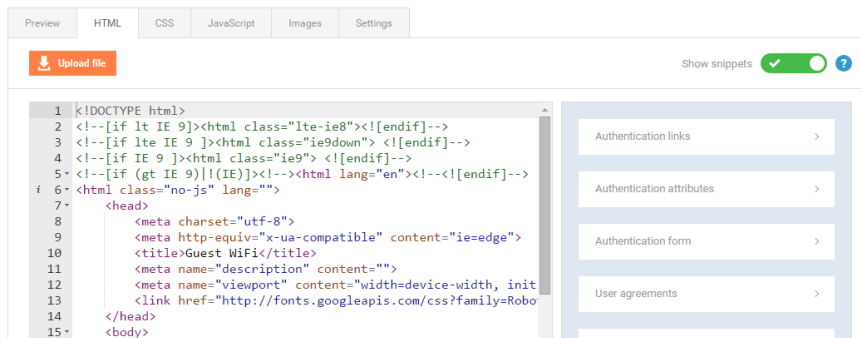 Preview HTML CSS JavaScript Images Settings
Upload file
Show snippets ?
1 <!DOCTYPE html>
2 <!--[if lt IE 9]><html class="lte-ie8"><![endif]-->
3 <!--[if lte IE 9 ]><html class="ie9down"> <![endif]-->
4 <!--[if IE 9 ]><html class="ie9"> <![endif]-->
5 <!--[if (gt IE 9)|!(IE)]><!--><html lang="en"><!--<![endif]-->
i 6 <html class="no-js" lang="">
7 <head>
8 <meta charset="utf-8">
9 <meta http-equiv="x-ua-compatible" content="ie=edge">
10 <title>Guest WiFi</title>
11 <meta name="description" content="">
12 <meta name="viewport" content="width=device-width, init
13 <link href="http://fonts.googleapis.com/css?family=Robo
14 </head>
15 <body>
Authentication links
Authentication attributes
Authentication form
User agreements